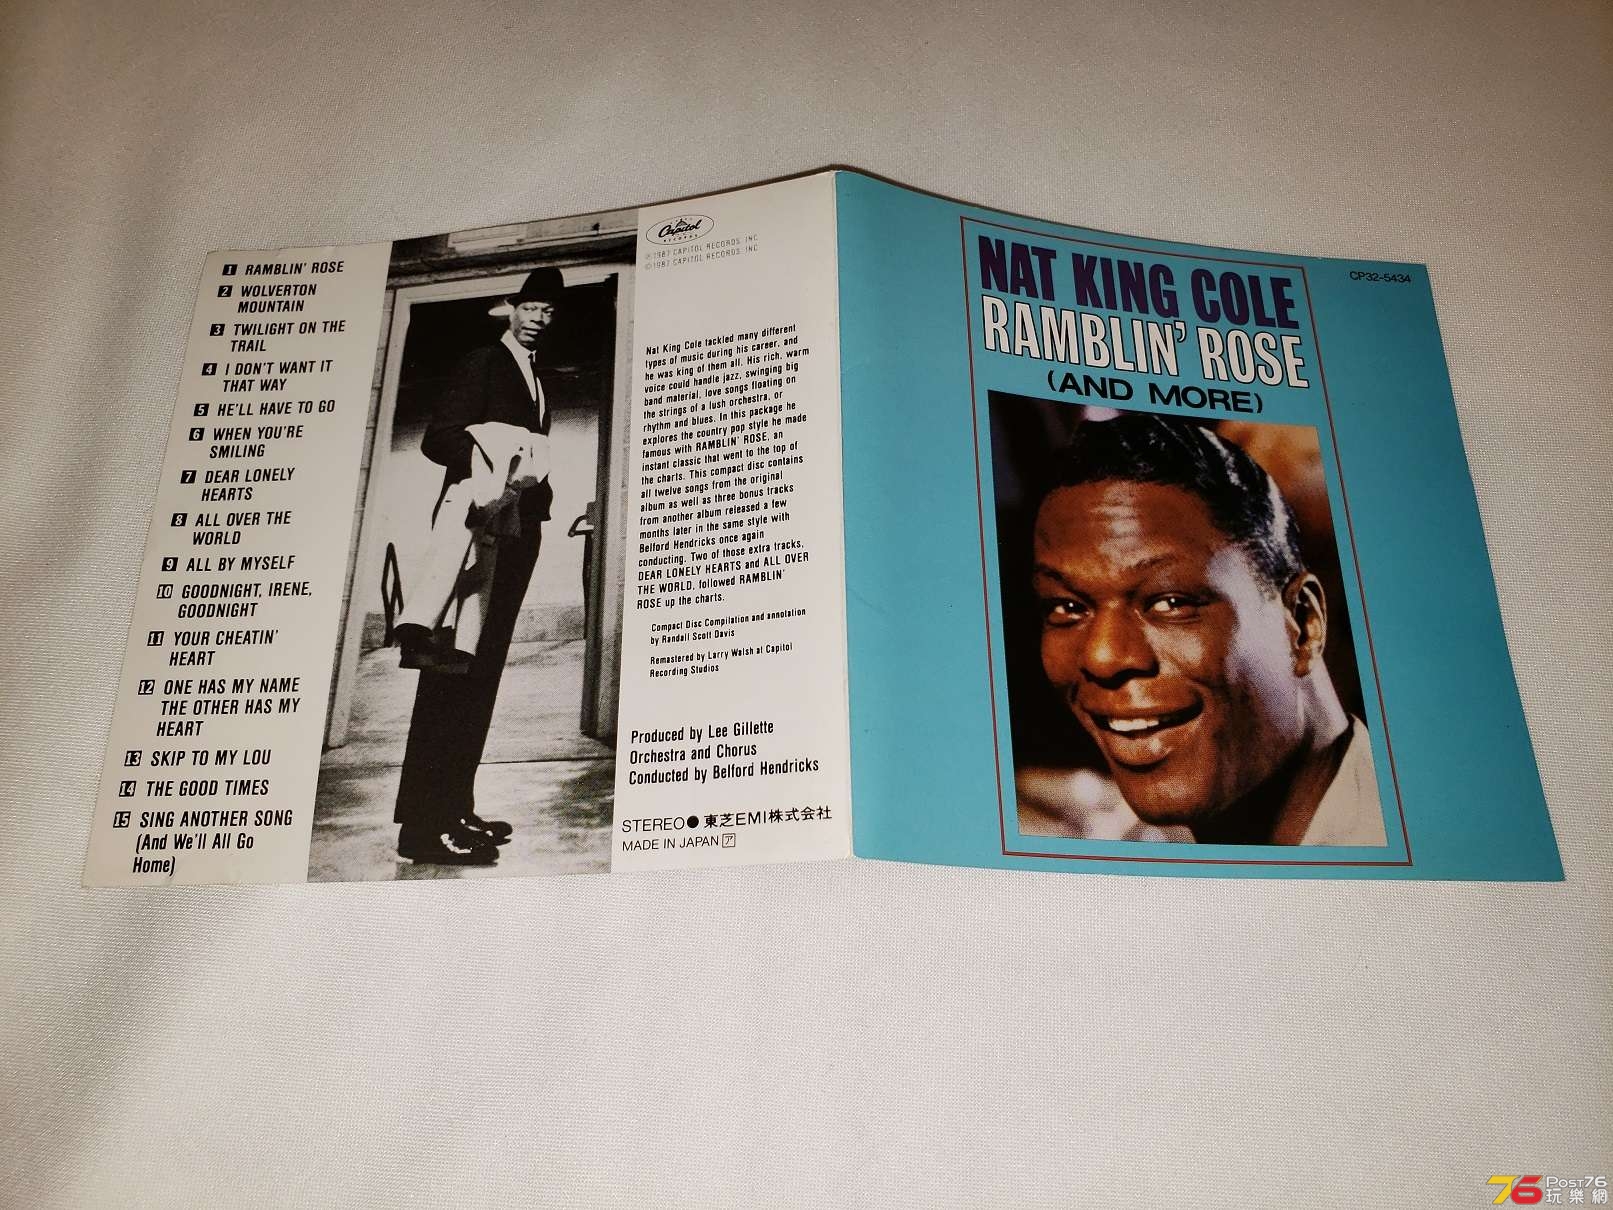 1 RAMBLIN' ROSE
2 WOLVERTON
MOUNTAIN
3 TWILIGHT ON THE
TRAIL
4 I DON'T WANT IT
THAT WAY
5 HE'LL HAVE TO GO
6 WHEN YOU'RE
SMILING
7 DEAR LONELY
HEARTS
8 ALL OVER THE
WORLD
9 ALL BY MYSELF
10 GOODNIGHT, IRENE,
GOODNIGHT
11 YOUR CHEATIN'
HEART
12 ONE HAS MY NAME
THE OTHER HAS MY
HEART
13 SKIP TO MY LOU
14 THE GOOD TIMES
15 SING ANOTHER SONG
(And We'll All Go
Home)
Capitol
RECORDS
℗1987 CAPITOL RECORDS, INC.
©1987 CAPITOL RECORDS, INC.
Nat King Cole tackled many different
types of music during his career, and
he was king of them all. His rich, warm
voice could handle jazz, swinging big
band material, love songs floating on
the strings of a lush orchestra, or
rhythm and blues. In this package he
explores the country pop style he made
famous with RAMBLIN' ROSE, an
instant classic that went to the top of
the charts. This compact disc contains
all twelve songs from the original
album as well as three bonus tracks
from another album released a few
months later in the same style with
Belford Hendricks once again
conducting. Two of those extra tracks,
DEAR LONELY HEARTS and ALL OVER
THE WORLD, followed RAMBLIN'
ROSE up the charts.
Compact Disc Compilation and annotation
by Randall Scott Davis
Remastered by Larry Walsh at Capitol
Recording Studios
Produced by Lee Gillette
Orchestra and Chorus
Conducted by Belford Hendricks
STEREO● 東芝EMI株式会社
MADE IN JAPAN ア
NAT KING COLE
RAMBLIN' ROSE
(AND MORE)
CP32-5434
76 POST76
玩樂網